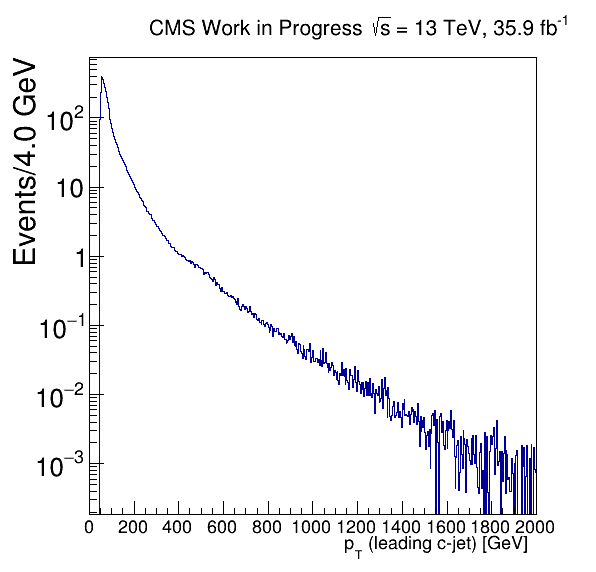 CMS Work in Progress √s = 13 TeV, 35.9 fb⁻¹
Events/4.0 GeV
10²
10
1
10⁻¹
10⁻²
10⁻³
0 200 400 600 800 1000 1200 1400 1600 1800 2000
p_T (leading c-jet) [GeV]